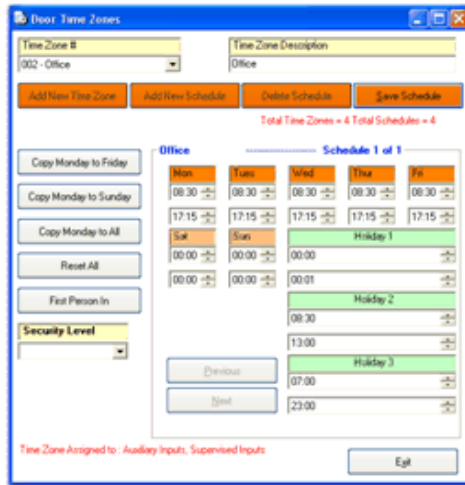 Door Time Zones
Time Zone # Time Zone Description
002 - Office Office
Add New Time Zone Add New Schedule Delete Schedule Save Schedule
Total Time Zones = 4 Total Schedules = 4
Office Schedule 1 of 1
Copy Monday to Friday
Copy Monday to Sunday
Copy Monday to All
Reset All
First Person In
Security Level
Mon Tues Wed Thu Fri
08:30 08:30 08:30 08:30 08:30
17:15 17:15 17:15 17:15 17:15
Sat Sun Holiday 1
00:00 00:00 00:00
00:00 00:00 00:01
Holiday 2
08:30
13:00
Holiday 3
07:00
23:00
Previous
Next
Time Zone Assigned to : Auxiliary Inputs, Supervised Inputs
Exit